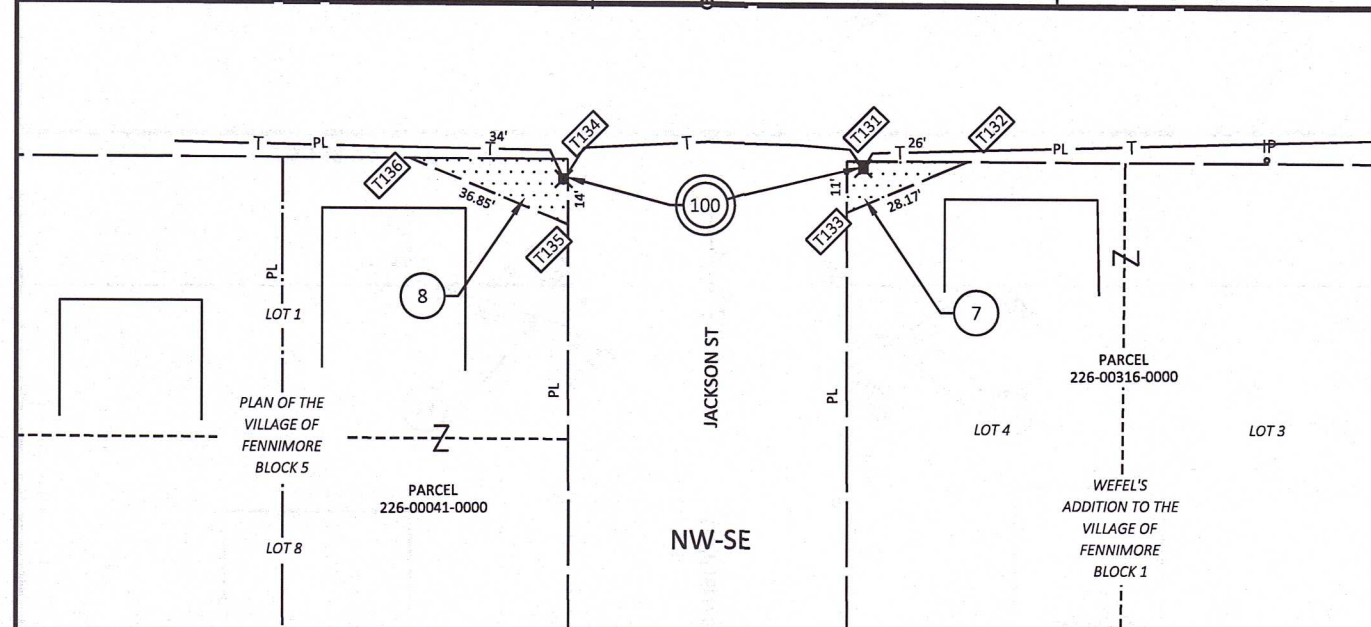 T PL 34' T T134 T T131 T 26' T132 PL T IP
T136
36.85'
14'
T135
100
11'
28.17'
T133
8
7
PL
LOT 1
PL
PLAN OF THE
VILLAGE OF
FENNIMORE
BLOCK 5
Z
PARCEL
226-00041-0000
LOT 8
JACKSON ST
NW-SE
PL
Z
PARCEL
226-00316-0000
LOT 4
LOT 3
WEFEL'S
ADDITION TO THE
VILLAGE OF
FENNIMORE
BLOCK 1